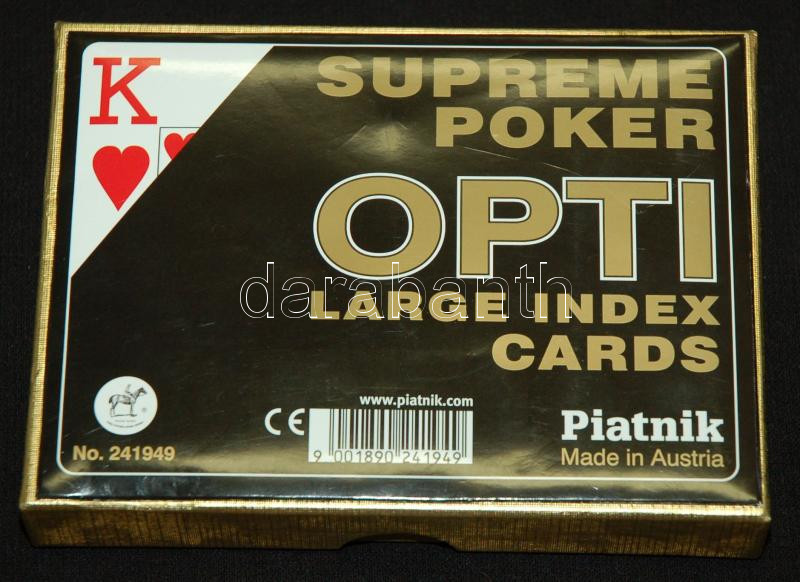 K
SUPREME
POKER
OPTI
darabanth
LARGE INDEX
CARDS
www.piatnik.com
CE
9 001890 241949
Piatnik
Made in Austria
®
No. 241949